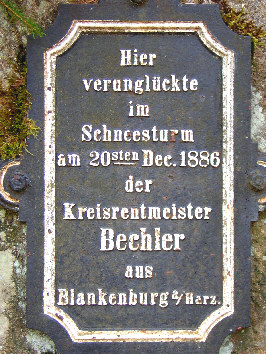 Hier
verunglückte
im
Schneesturm
am 20sten Dec. 1886
der
Kreisrentmeister
Bechler
aus
Blankenburg a/Harz.